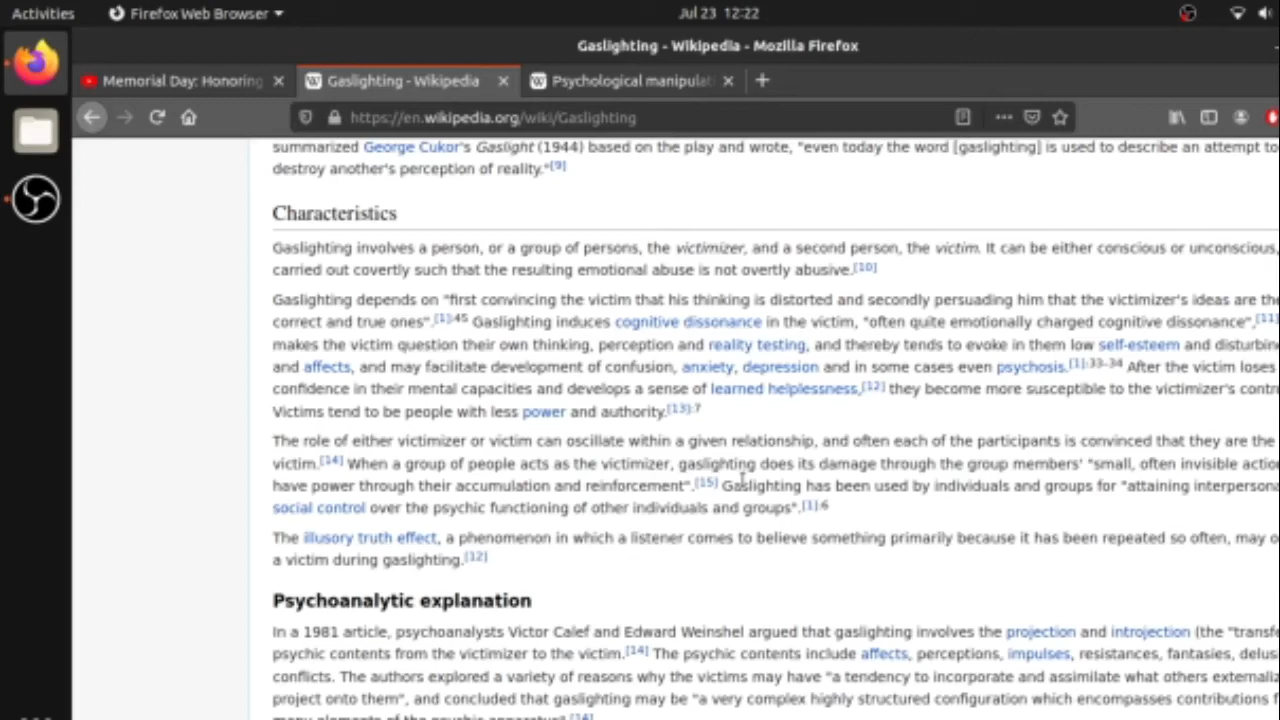 Activities
Firefox Web Browser
Jul 23 12:22
Gaslighting - Wikipedia - Mozilla Firefox
Memorial Day: Honoring
Gaslighting - Wikipedia
Psychological manipulat
https://en.wikipedia.org/wiki/Gaslighting
summarized George Cukor's Gaslight (1944) based on the play and wrote, "even today the word [gaslighting] is used to describe an attempt to
destroy another's perception of reality."[9]
Characteristics
Gaslighting involves a person, or a group of persons, the victimizer, and a second person, the victim. It can be either conscious or unconscious,
carried out covertly such that the resulting emotional abuse is not overtly abusive.[10]
Gaslighting depends on "first convincing the victim that his thinking is distorted and secondly persuading him that the victimizer's ideas are the
correct and true ones".[1]:45 Gaslighting induces cognitive dissonance in the victim, "often quite emotionally charged cognitive dissonance",[11]
makes the victim question their own thinking, perception and reality testing, and thereby tends to evoke in them low self-esteem and disturbin
and affects, and may facilitate development of confusion, anxiety, depression and in some cases even psychosis.[1]:33–34 After the victim loses
confidence in their mental capacities and develops a sense of learned helplessness,[12] they become more susceptible to the victimizer's contr
Victims tend to be people with less power and authority.[13]:7
The role of either victimizer or victim can oscillate within a given relationship, and often each of the participants is convinced that they are the
victim.[14] When a group of people acts as the victimizer, gaslighting does its damage through the group members' "small, often invisible actio
have power through their accumulation and reinforcement".[15] Gaslighting has been used by individuals and groups for "attaining interpersona
social control over the psychic functioning of other individuals and groups".[1]:6
The illusory truth effect, a phenomenon in which a listener comes to believe something primarily because it has been repeated so often, may o
a victim during gaslighting.[12]
Psychoanalytic explanation
In a 1981 article, psychoanalysts Victor Calef and Edward Weinshel argued that gaslighting involves the projection and introjection (the "transf
psychic contents from the victimizer to the victim.[14] The psychic contents include affects, perceptions, impulses, resistances, fantasies, delus
conflicts. The authors explored a variety of reasons why the victims may have "a tendency to incorporate and assimilate what others externaliz
project onto them", and concluded that gaslighting may be "a very complex highly structured configuration which encompasses contributions f
many elements of the psychic apparatus".[14]